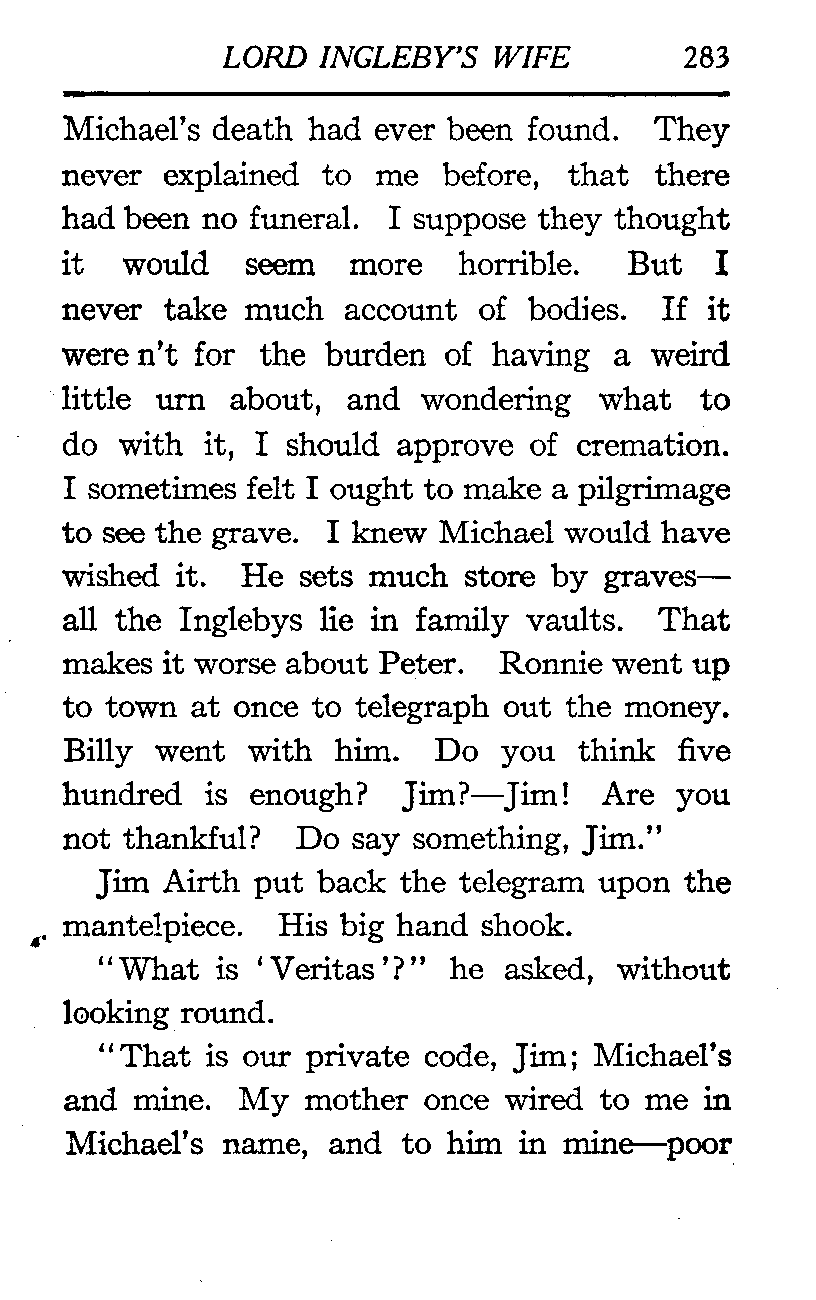 LORD INGLEBY'S WIFE 283
Michael's death had ever been found. They
never explained to me before, that there
had been no funeral. I suppose they thought
it would seem more horrible. But I
never take much account of bodies. If it
were n't for the burden of having a weird
little urn about, and wondering what to
do with it, I should approve of cremation.
I sometimes felt I ought to make a pilgrimage
to see the grave. I knew Michael would have
wished it. He sets much store by graves—
all the Inglebys lie in family vaults. That
makes it worse about Peter. Ronnie went up
to town at once to telegraph out the money.
Billy went with him. Do you think five
hundred is enough? Jim?—Jim! Are you
not thankful? Do say something, Jim."
Jim Airth put back the telegram upon the
mantelpiece. His big hand shook.
"What is 'Veritas'?" he asked, without
looking round.
"That is our private code, Jim; Michael's
and mine. My mother once wired to me in
Michael's name, and to him in mine—poor